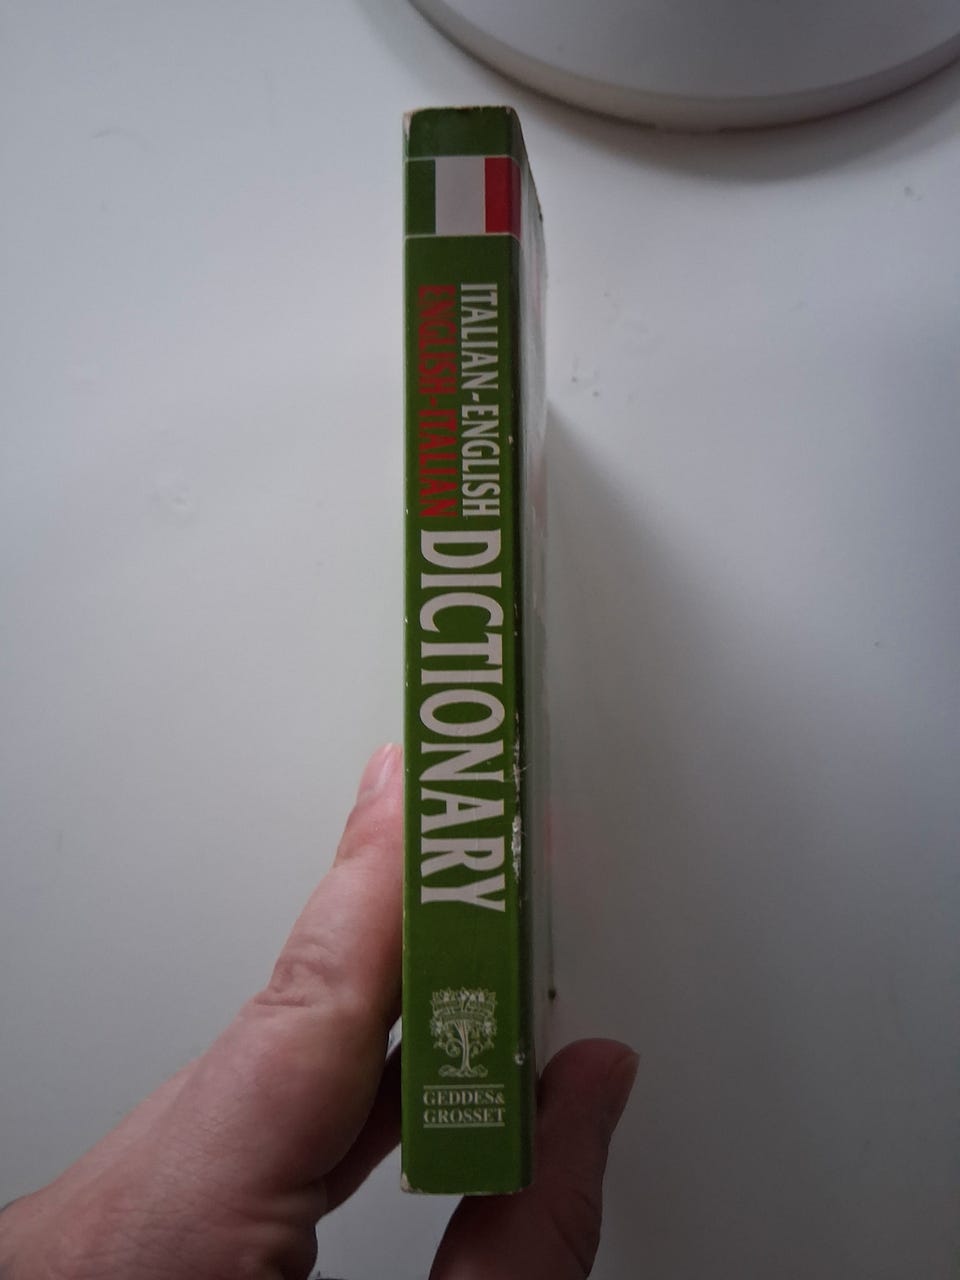 ITALIAN-ENGLISH
ENGLISH-ITALIAN
DICTIONARY
GEDDES&
GROSSET